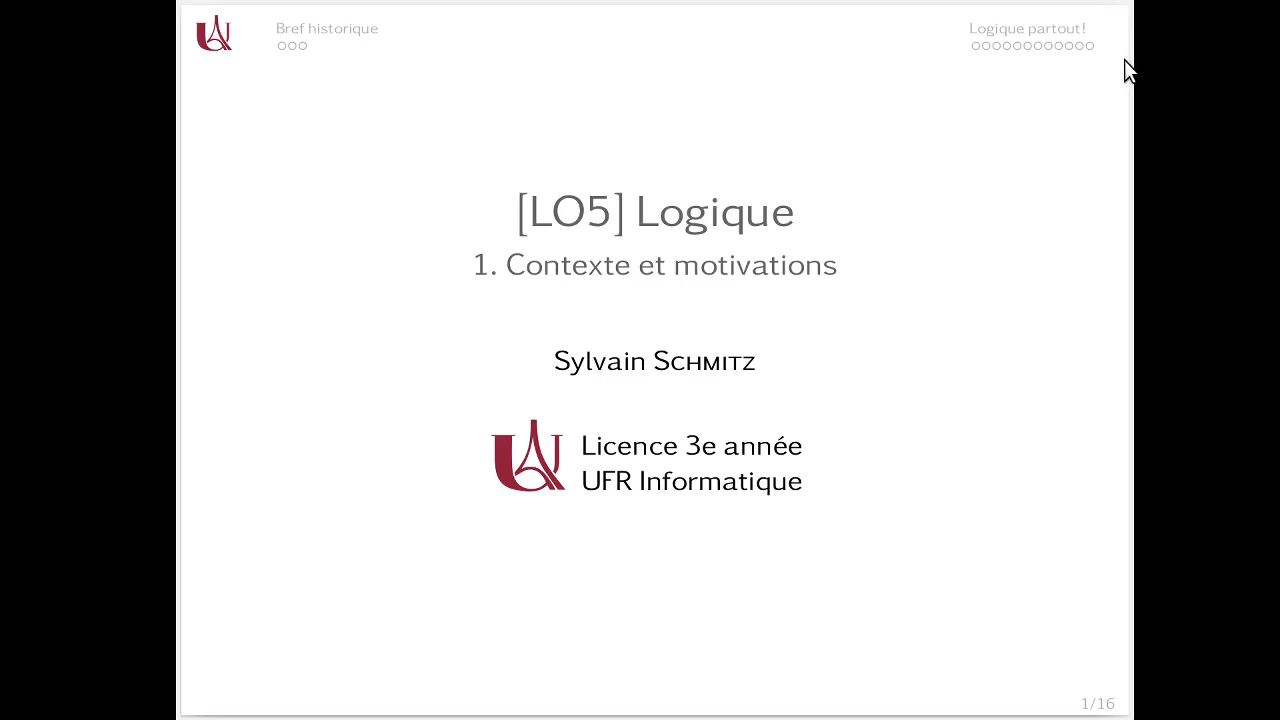 Bref historique
Logique partout!
[LO5] Logique
1. Contexte et motivations
Sylvain SCHMITZ
Licence 3e année
UFR Informatique
1/16